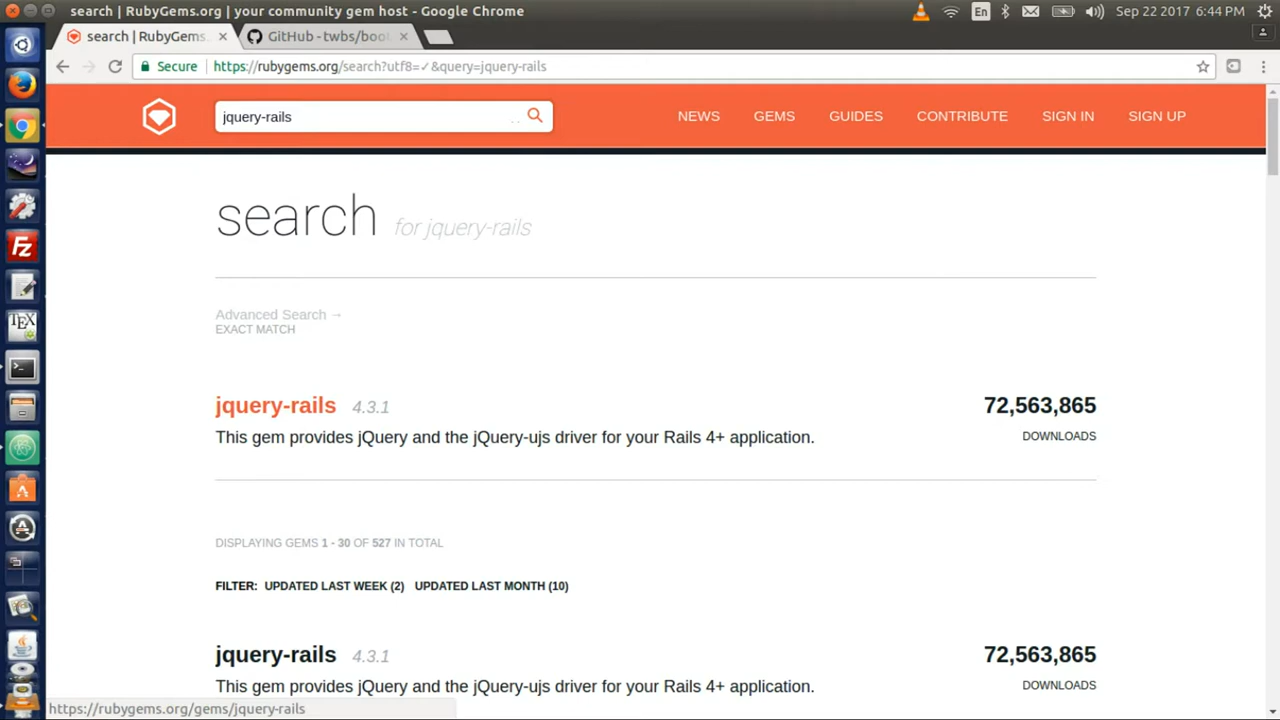 search | RubyGems.org | your community gem host - Google Chrome
En
Sep 22 2017 6:44 PM
search | RubyGems. ×
GitHub - twbs/boo ×
Secure
https://rubygems.org/search?utf8=✓&query=jquery-rails
jquery-rails
NEWS
GEMS
GUIDES
CONTRIBUTE
SIGN IN
SIGN UP
search for jquery-rails
Advanced Search →
EXACT MATCH
jquery-rails 4.3.1
72,563,865
This gem provides jQuery and the jQuery-ujs driver for your Rails 4+ application.
DOWNLOADS
DISPLAYING GEMS 1 - 30 OF 527 IN TOTAL
FILTER: UPDATED LAST WEEK (2) UPDATED LAST MONTH (10)
jquery-rails 4.3.1
72,563,865
This gem provides jQuery and the jQuery-ujs driver for your Rails 4+ application.
DOWNLOADS
https://rubygems.org/gems/jquery-rails
Fz
TEX